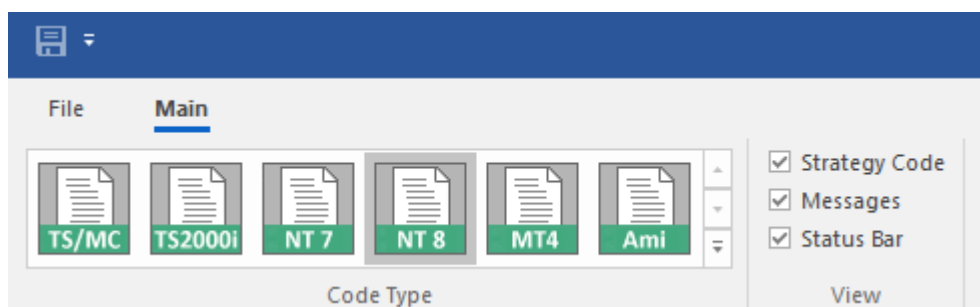 File Main
TS/MC TS2000i NT 7 NT 8 MT4 Ami
Strategy Code
Messages
Status Bar
Code Type
View